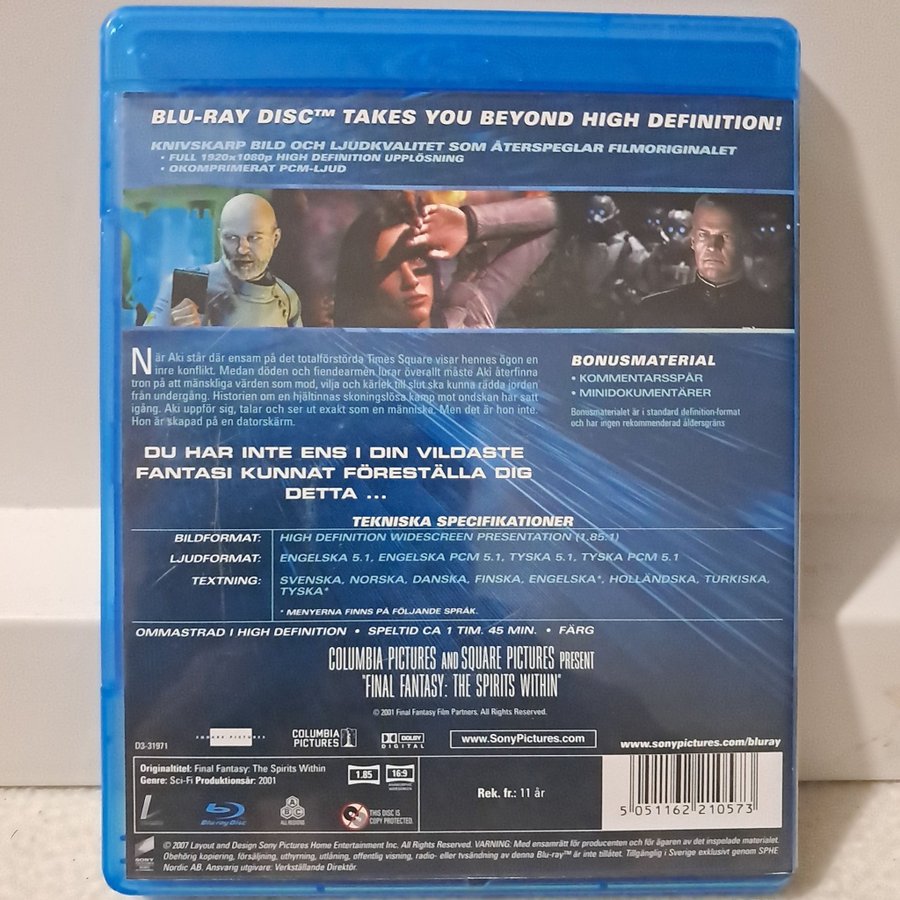 BLU-RAY DISC™ TAKES YOU BEYOND HIGH DEFINITION!
KNIVSKARP BILD OCH LJUDKVALITET SOM ÅTERSPEGLAR FILMORIGINALET
• FULL 1920x1080p HIGH DEFINITION UPPLÖSNING
• OKOMPRIMERAT PCM-LJUD
När Aki står där ensam på det totalförstörda Times Square visar hennes ögon en
inre konflikt. Medan döden och fiendearmén lurar överallt måste Aki återfinna
tron på att mänskliga värden som mod, vilja och kärlek till slut ska kunna rädda jorden
från undergång. Historien om en hjältinnas skoningslösa kamp mot ondskan har satt
igång. Aki uppför sig, talar och ser ut exakt som en människa. Men det är hon inte.
Hon är skapad på en datorskärm.
BONUSMATERIAL
• KOMMENTARSSPÅR
• MINIDOKUMENTÄRER
Bonusmaterialet är i standard definition-format
och har ingen rekommenderad åldersgräns
DU HAR INTE ENS I DIN VILDASTE
FANTASI KUNNAT FÖRESTÄLLA DIG
DETTA ...
TEKNISKA SPECIFIKATIONER
BILDFORMAT: HIGH DEFINITION WIDESCREEN PRESENTATION (1.85:1)
LJUDFORMAT: ENGELSKA 5.1, ENGELSKA PCM 5.1, TYSKA 5.1, TYSKA PCM 5.1
TEXTNING: SVENSKA, NORSKA, DANSKA, FINSKA, ENGELSKA*, HOLLÄNDSKA, TURKISKA,
TYSKA*
* MENYERNA FINNS PÅ FÖLJANDE SPRÅK.
OMMASTRAD I HIGH DEFINITION • SPELTID CA 1 TIM. 45 MIN. • FÄRG
COLUMBIA PICTURES AND SQUARE PICTURES PRESENT
"FINAL FANTASY: THE SPIRITS WITHIN"
© 2001 Final Fantasy Film Partners. All Rights Reserved.
SQUARE PICTURES
COLUMBIA
PICTURES
DOLBY
DIGITAL
www.SonyPictures.com
www.sonypictures.com/bluray
D3-31971
Originaltitel: Final Fantasy: The Spirits Within
Genre: Sci-Fi Produktionsår: 2001
1.85
16:9
ANAMORPHIC
WIDESCREEN
Rek. fr.: 11 år
Blu-ray Disc
ABC
ALL REGIONS
THIS DISC IS
COPY PROTECTED
5 051162 210573
SONY
PICTURES
© 2007 Layout and Design Sony Pictures Home Entertainment Inc. All Rights Reserved. VARNING. Med ensamrätt för producenten och för ägaren av det inspelade materialet.
Obehörig kopiering, försäljning, uthyrning, utlåning, offentlig visning, radio- eller tvsändning av denna Blu-ray™ är inte tillåtet. Tillgänglig i Sverige exklusivt genom SPHE
Nordic AB. Ansvarig utgivare: Verkställande Direktör.